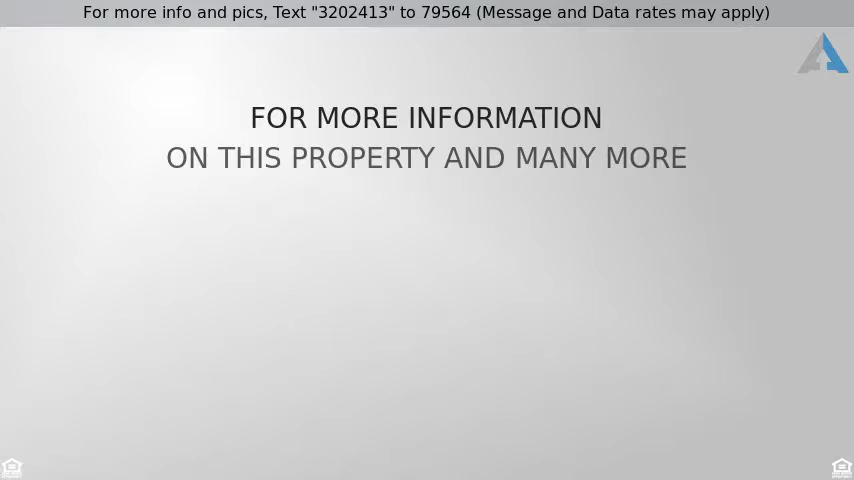 For more info and pics, Text "3202413" to 79564 (Message and Data rates may apply)
FOR MORE INFORMATION
ON THIS PROPERTY AND MANY MORE